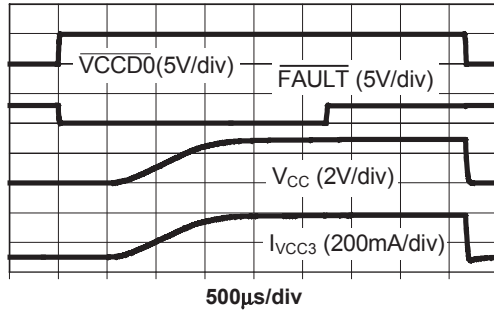 VCCD0(5V/div)
FAULT (5V/div)
VCC (2V/div)
IVCC3 (200mA/div)
500µs/div